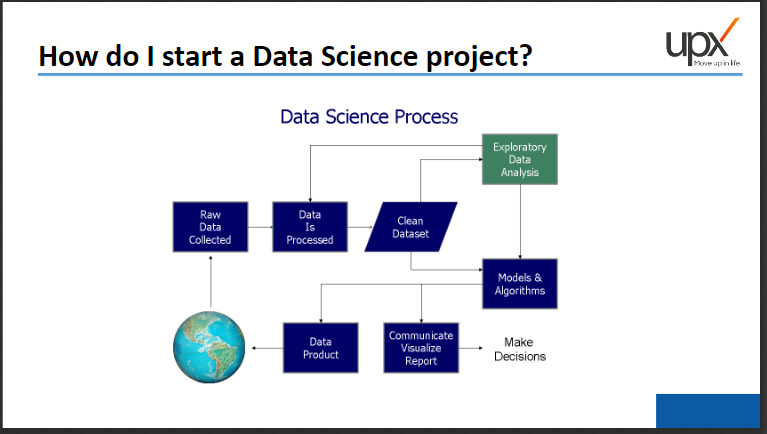 How do I start a Data Science project?
upx
Move up in life
Data Science Process
Exploratory
Data
Analysis
Raw
Data
Collected
Data
Is
Processed
Clean
Dataset
Models &
Algorithms
Data
Product
Communicate
Visualize
Report
Make
Decisions